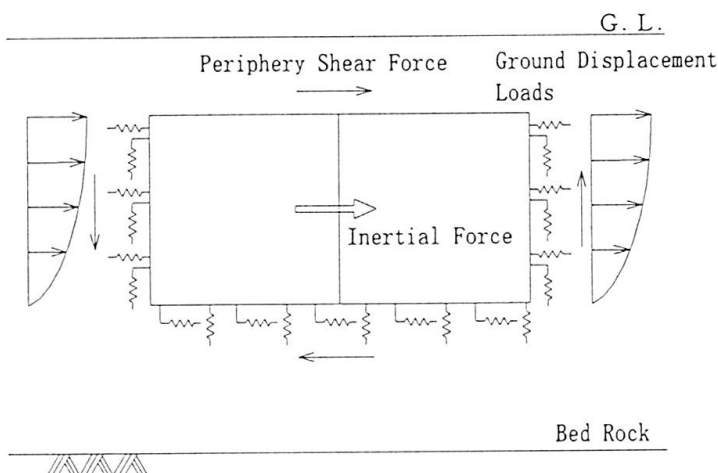 G. L.
Periphery Shear Force
Ground Displacement
Loads
Inertial Force
Bed Rock